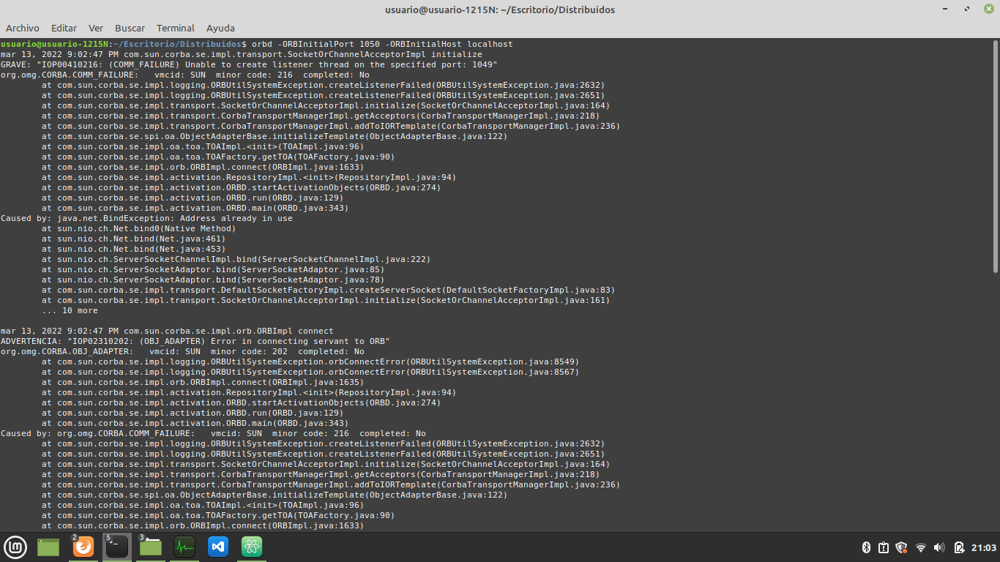 usuario@usuario-1215N: ~/Escritorio/Distribuidos
Archivo Editar Ver Buscar Terminal Ayuda
usuario@usuario-1215N:~/Escritorio/Distribuidos$ orbd -ORBInitialPort 1050 -ORBInitialHost localhost
mar 13, 2022 9:02:47 PM com.sun.corba.se.impl.transport.SocketOrChannelAcceptorImpl initialize
GRAVE: "IOP00410216: (COMM_FAILURE) Unable to create listener thread on the specified port: 1049"
org.omg.CORBA.COMM_FAILURE:   vmcid: SUN  minor code: 216  completed: No
        at com.sun.corba.se.impl.logging.ORBUtilSystemException.createListenerFailed(ORBUtilSystemException.java:2632)
        at com.sun.corba.se.impl.logging.ORBUtilSystemException.createListenerFailed(ORBUtilSystemException.java:2651)
        at com.sun.corba.se.impl.transport.SocketOrChannelAcceptorImpl.initialize(SocketOrChannelAcceptorImpl.java:164)
        at com.sun.corba.se.impl.transport.CorbaTransportManagerImpl.getAcceptors(CorbaTransportManagerImpl.java:218)
        at com.sun.corba.se.impl.transport.CorbaTransportManagerImpl.addToIORTemplate(CorbaTransportManagerImpl.java:236)
        at com.sun.corba.se.spi.oa.ObjectAdapterBase.initializeTemplate(ObjectAdapterBase.java:122)
        at com.sun.corba.se.impl.oa.toa.TOAImpl.<init>(TOAImpl.java:96)
        at com.sun.corba.se.impl.oa.toa.TOAFactory.getTOA(TOAFactory.java:90)
        at com.sun.corba.se.impl.orb.ORBImpl.connect(ORBImpl.java:1633)
        at com.sun.corba.se.impl.activation.RepositoryImpl.<init>(RepositoryImpl.java:94)
        at com.sun.corba.se.impl.activation.ORBD.startActivationObjects(ORBD.java:274)
        at com.sun.corba.se.impl.activation.ORBD.run(ORBD.java:129)
        at com.sun.corba.se.impl.activation.ORBD.main(ORBD.java:343)
Caused by: java.net.BindException: Address already in use
        at sun.nio.ch.Net.bind0(Native Method)
        at sun.nio.ch.Net.bind(Net.java:461)
        at sun.nio.ch.Net.bind(Net.java:453)
        at sun.nio.ch.ServerSocketChannelImpl.bind(ServerSocketChannelImpl.java:222)
        at sun.nio.ch.ServerSocketAdaptor.bind(ServerSocketAdaptor.java:85)
        at sun.nio.ch.ServerSocketAdaptor.bind(ServerSocketAdaptor.java:78)
        at com.sun.corba.se.impl.transport.DefaultSocketFactoryImpl.createServerSocket(DefaultSocketFactoryImpl.java:83)
        at com.sun.corba.se.impl.transport.SocketOrChannelAcceptorImpl.initialize(SocketOrChannelAcceptorImpl.java:161)
        ... 10 more
mar 13, 2022 9:02:47 PM com.sun.corba.se.impl.orb.ORBImpl connect
ADVERTENCIA: "IOP02310202: (OBJ_ADAPTER) Error in connecting servant to ORB"
org.omg.CORBA.OBJ_ADAPTER:   vmcid: SUN  minor code: 202  completed: No
        at com.sun.corba.se.impl.logging.ORBUtilSystemException.orbConnectError(ORBUtilSystemException.java:8549)
        at com.sun.corba.se.impl.logging.ORBUtilSystemException.orbConnectError(ORBUtilSystemException.java:8567)
        at com.sun.corba.se.impl.orb.ORBImpl.connect(ORBImpl.java:1635)
        at com.sun.corba.se.impl.activation.RepositoryImpl.<init>(RepositoryImpl.java:94)
        at com.sun.corba.se.impl.activation.ORBD.startActivationObjects(ORBD.java:274)
        at com.sun.corba.se.impl.activation.ORBD.run(ORBD.java:129)
        at com.sun.corba.se.impl.activation.ORBD.main(ORBD.java:343)
Caused by: org.omg.CORBA.COMM_FAILURE:   vmcid: SUN  minor code: 216  completed: No
        at com.sun.corba.se.impl.logging.ORBUtilSystemException.createListenerFailed(ORBUtilSystemException.java:2632)
        at com.sun.corba.se.impl.logging.ORBUtilSystemException.createListenerFailed(ORBUtilSystemException.java:2651)
        at com.sun.corba.se.impl.transport.SocketOrChannelAcceptorImpl.initialize(SocketOrChannelAcceptorImpl.java:164)
        at com.sun.corba.se.impl.transport.CorbaTransportManagerImpl.getAcceptors(CorbaTransportManagerImpl.java:218)
        at com.sun.corba.se.impl.transport.CorbaTransportManagerImpl.addToIORTemplate(CorbaTransportManagerImpl.java:236)
        at com.sun.corba.se.spi.oa.ObjectAdapterBase.initializeTemplate(ObjectAdapterBase.java:122)
        at com.sun.corba.se.impl.oa.toa.TOAImpl.<init>(TOAImpl.java:96)
        at com.sun.corba.se.impl.oa.toa.TOAFactory.getTOA(TOAFactory.java:90)
        at com.sun.corba.se.impl.orb.ORBImpl.connect(ORBImpl.java:1633)
2 5 3 21:03